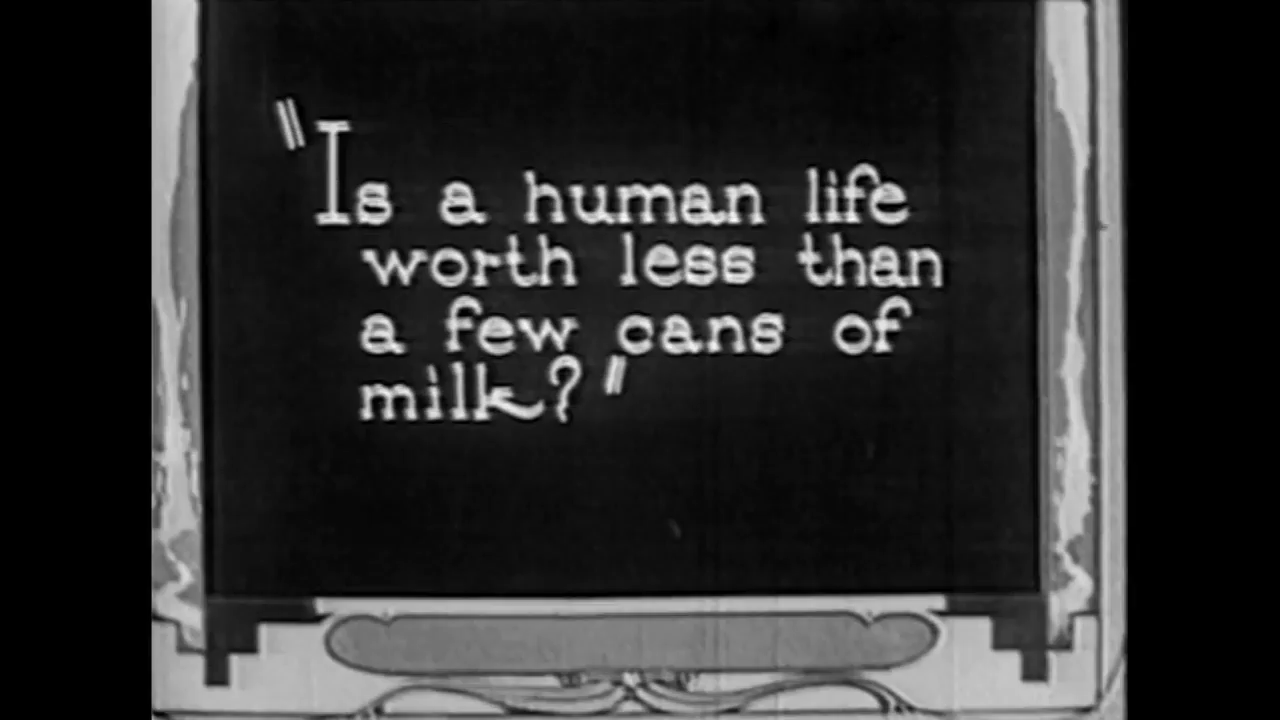 "Is a human life
worth less than
a few cans of
milk?"